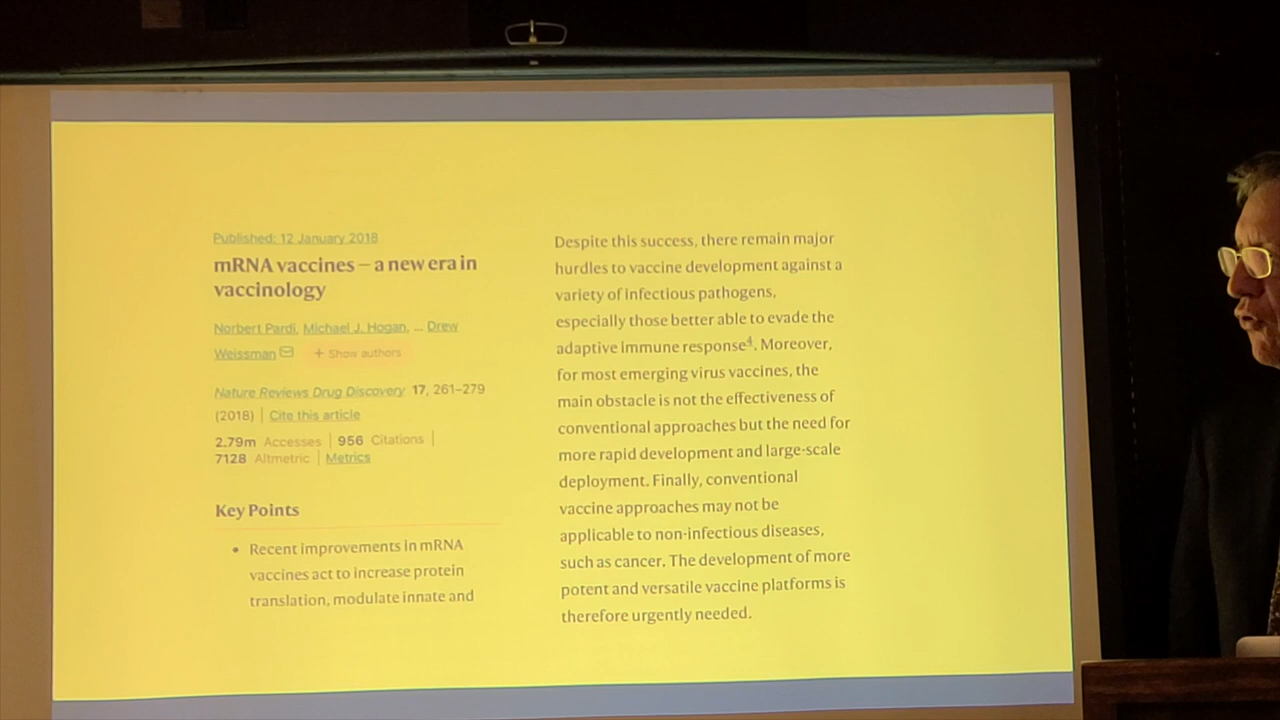 Published: 12 January 2018
mRNA vaccines – a new era in
vaccinology
Norbert Pardi, Michael J. Hogan, ... Drew
Weissman + Show authors
Nature Reviews Drug Discovery 17, 261–279
(2018) | Cite this article
2.79m Accesses | 956 Citations |
7128 Altmetric | Metrics
Key Points
• Recent improvements in mRNA
vaccines act to increase protein
translation, modulate innate and
Despite this success, there remain major
hurdles to vaccine development against a
variety of infectious pathogens,
especially those better able to evade the
adaptive immune response4. Moreover,
for most emerging virus vaccines, the
main obstacle is not the effectiveness of
conventional approaches but the need for
more rapid development and large-scale
deployment. Finally, conventional
vaccine approaches may not be
applicable to non-infectious diseases,
such as cancer. The development of more
potent and versatile vaccine platforms is
therefore urgently needed.